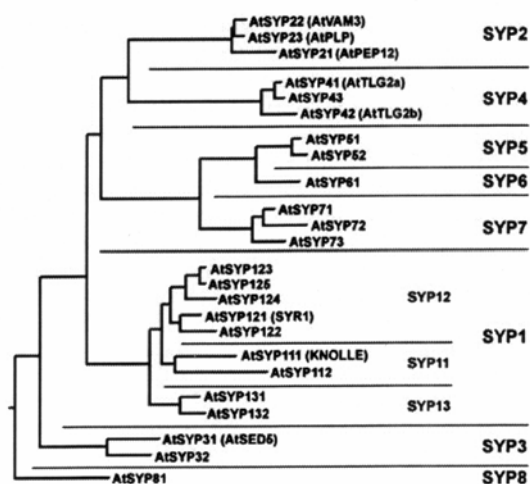 AtSYP22 (AtVAM3)
AtSYP23 (AtPLP)
AtSYP21 (AtPEP12)
SYP2
AtSYP41 (AtTLG2a)
AtSYP43
AtSYP42 (AtTLG2b)
SYP4
AtSYP51
AtSYP52
SYP5
AtSYP61
SYP6
AtSYP71
AtSYP72
AtSYP73
SYP7
AtSYP123
AtSYP125
AtSYP124
AtSYP121 (SYR1)
AtSYP122
SYP12
AtSYP111 (KNOLLE)
AtSYP112
SYP11
SYP1
AtSYP131
AtSYP132
SYP13
AtSYP31 (AtSED5)
AtSYP32
SYP3
AtSYP81
SYP8